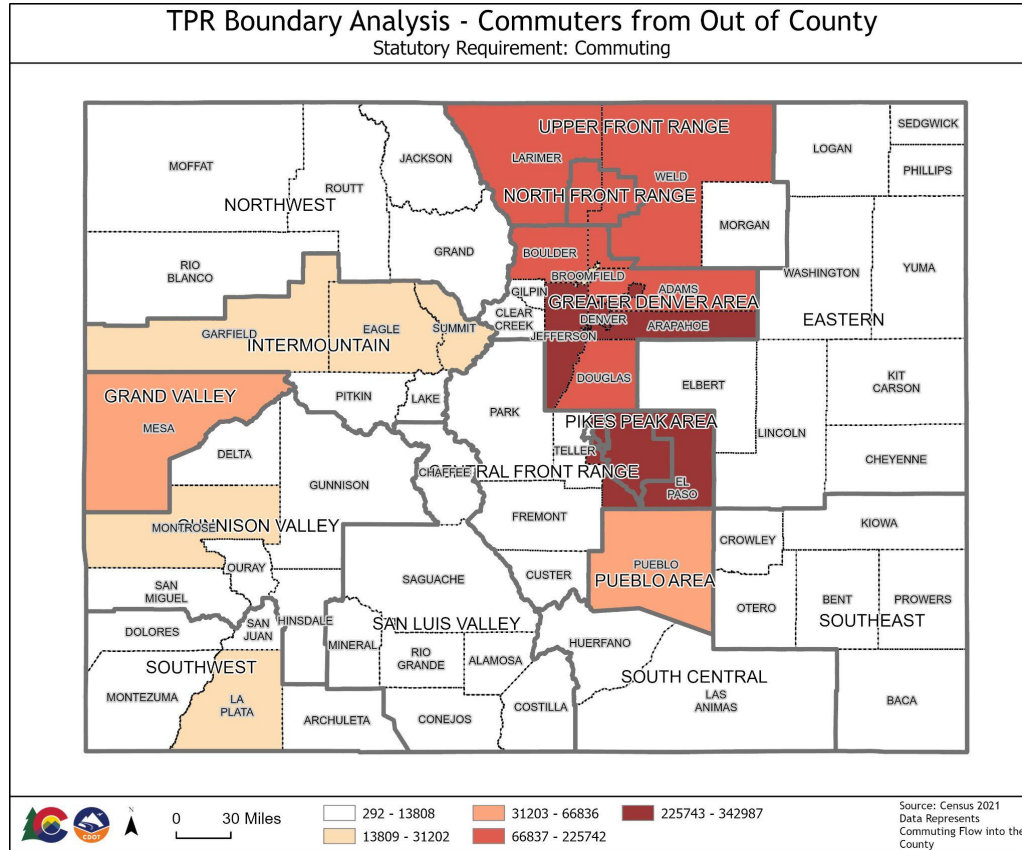 TPR Boundary Analysis - Commuters from Out of County
Statutory Requirement: Commuting
UPPER FRONT RANGE
SEDGWICK
LOGAN
JACKSON
LARIMER
MOFFAT
PHILLIPS
WELD
ROUTT
NORTH FRONT RANGE
NORTHWEST
MORGAN
GRAND
BOULDER
RIO
BLANCO
WASHINGTON
YUMA
BROOMFIELD
GILPIN
ADAMS
GREATER DENVER AREA
CLEAR
CREEK
DENVER
EASTERN
ARAPAHOE
GARFIELD
EAGLE
SUMMIT
JEFFERSON
INTERMOUNTAIN
KIT
CARSON
DOUGLAS
ELBERT
GRAND VALLEY
PITKIN
LAKE
PARK
PIKES PEAK AREA
MESA
LINCOLN
TELLER
DELTA
CHEYENNE
CHAFFEE
CENTRAL FRONT RANGE
GUNNISON
EL
PASO
FREMONT
MONTROSE
GUNNISON VALLEY
KIOWA
CROWLEY
OURAY
PUEBLO
SAGUACHE
CUSTER
PUEBLO AREA
SAN
MIGUEL
BENT
PROWERS
OTERO
SOUTHEAST
DOLORES
SAN
JUAN
HINSDALE
SAN LUIS VALLEY
MINERAL
HUERFANO
RIO
GRANDE
ALAMOSA
SOUTHWEST
SOUTH CENTRAL
MONTEZUMA
LA
PLATA
LAS
ANIMAS
BACA
COSTILLA
ARCHULETA
CONEJOS
CDOT
N
0 30 Miles
292 - 13808
13809 - 31202
31203 - 66836
66837 - 225742
225743 - 342987
Source: Census 2021
Data Represents
Commuting Flow into the
County